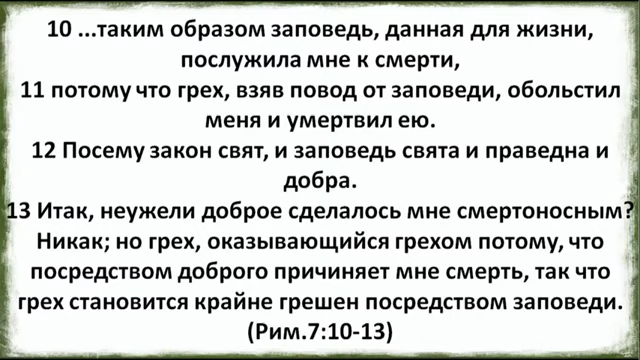 10 ...таким образом заповедь, данная для жизни,
послужила мне к смерти,
11 потому что грех, взяв повод от заповеди, обольстил
меня и умертвил ею.
12 Посему закон свят, и заповедь свята и праведна и
добра.
13 Итак, неужели доброе сделалось мне смертоносным?
Никак; но грех, оказывающийся грехом потому, что
посредством доброго причиняет мне смерть, так что
грех становится крайне грешен посредством заповеди.
(Рим.7:10-13)